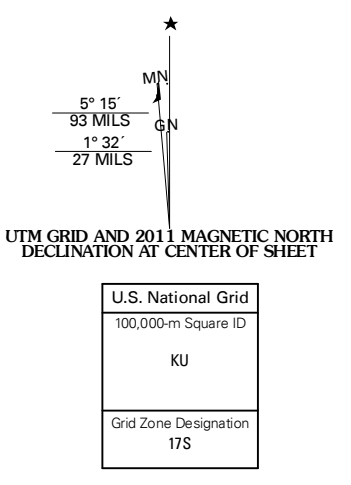 ★
MN
5° 15´
93 MILS
GN
1° 32´
27 MILS
UTM GRID AND 2011 MAGNETIC NORTH
DECLINATION AT CENTER OF SHEET
U.S. National Grid
100,000-m Square ID
KU
Grid Zone Designation
17S